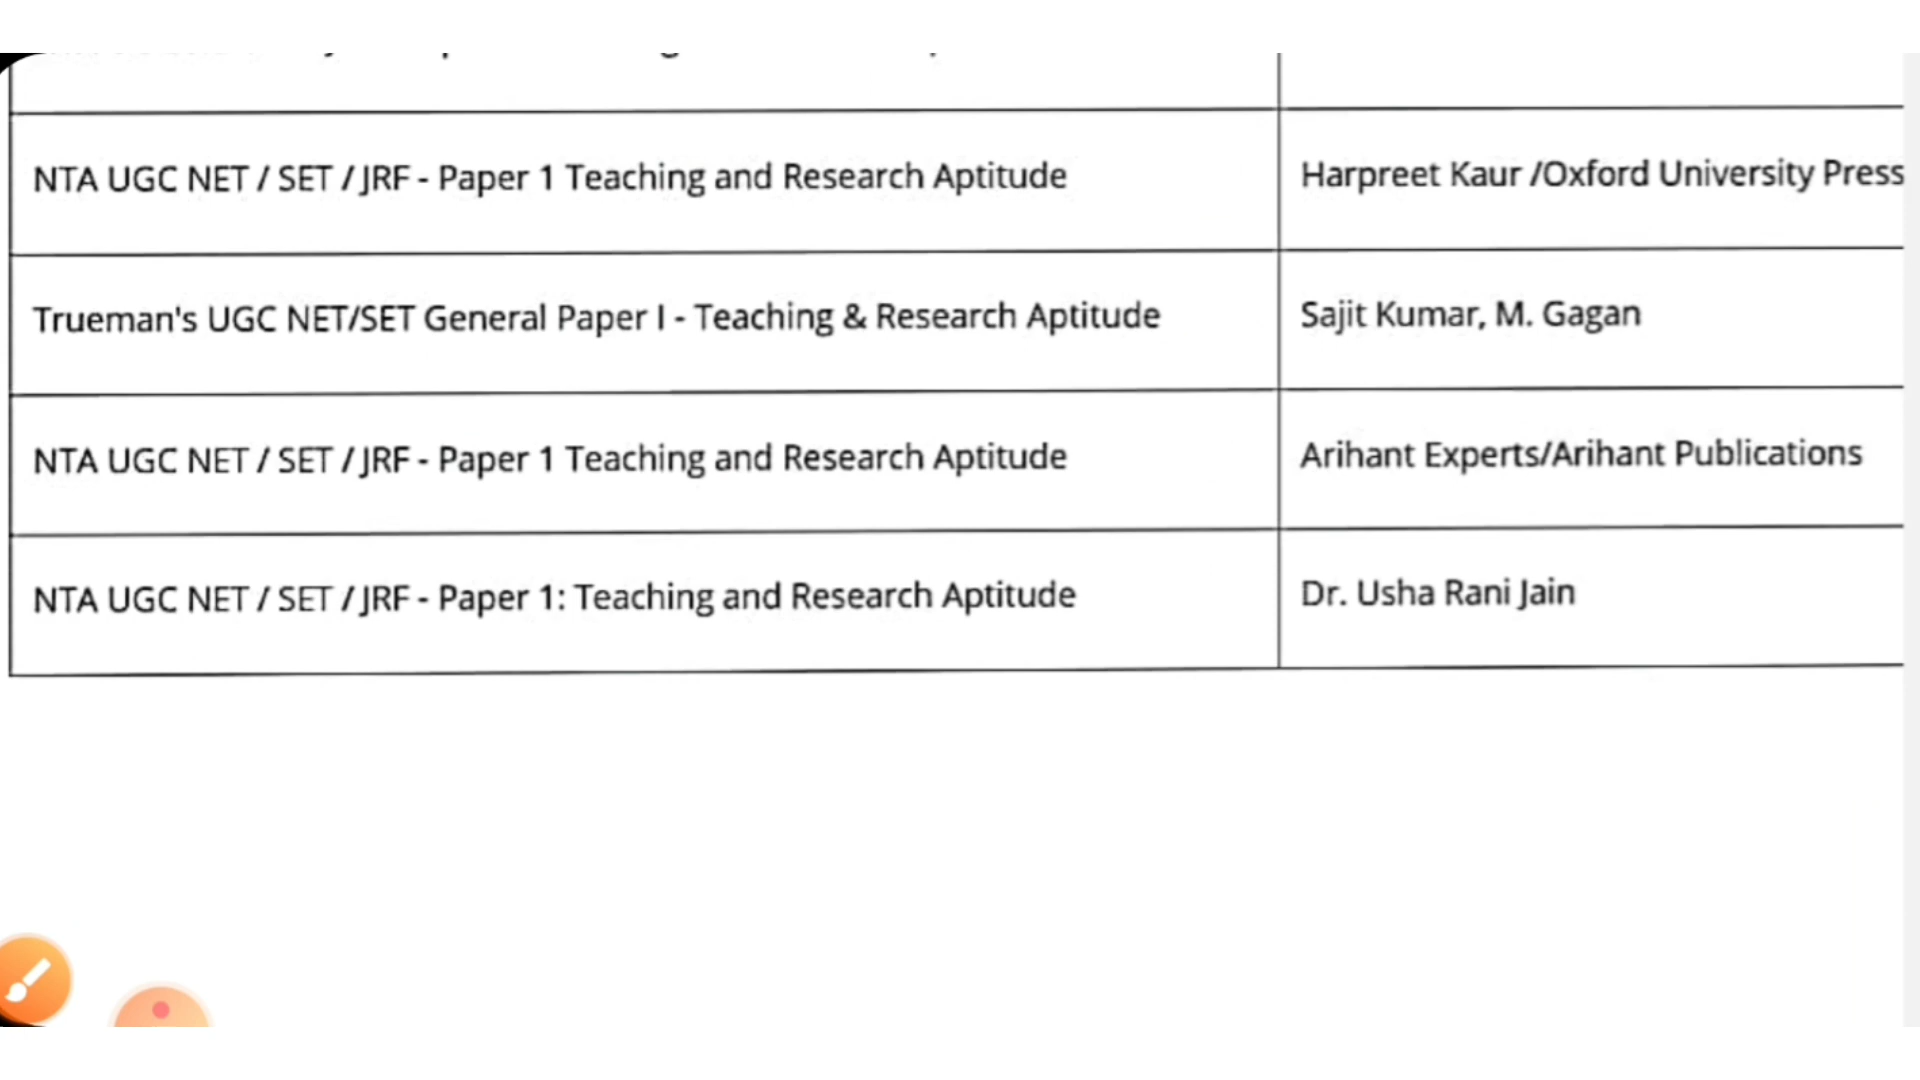 NTA UGC NET / SET / JRF - Paper 1 Teaching and Research Aptitude
Harpreet Kaur /Oxford University Press
Trueman's UGC NET/SET General Paper I - Teaching & Research Aptitude
Sajit Kumar, M. Gagan
NTA UGC NET / SET / JRF - Paper 1 Teaching and Research Aptitude
Arihant Experts/Arihant Publications
NTA UGC NET / SET / JRF - Paper 1: Teaching and Research Aptitude
Dr. Usha Rani Jain